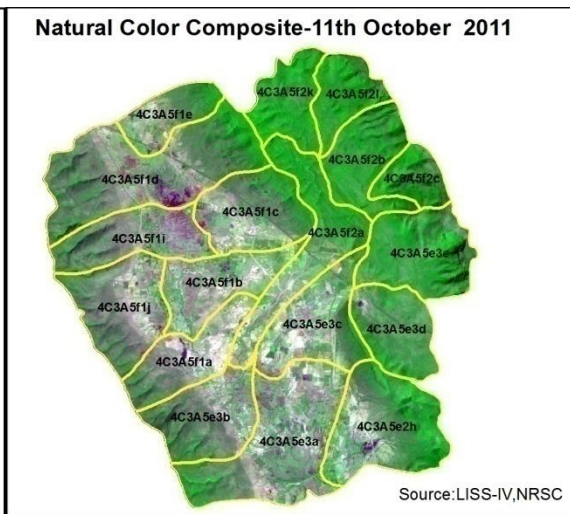 Natural Color Composite-11th October 2011
4C3A5f2k
4C3A5f2l
4C3A5f1e
4C3A5f2b
4C3A5f1d
4C3A5f2c
4C3A5f1c
4C3A5f2a
4C3A5f1i
4C3A5e3e
4C3A5f1b
4C3A5f1j
4C3A5e3c
4C3A5e3d
4C3A5f1a
4C3A5e3b
4C3A5e3a
4C3A5e2h
Source:LISS-IV,NRSC